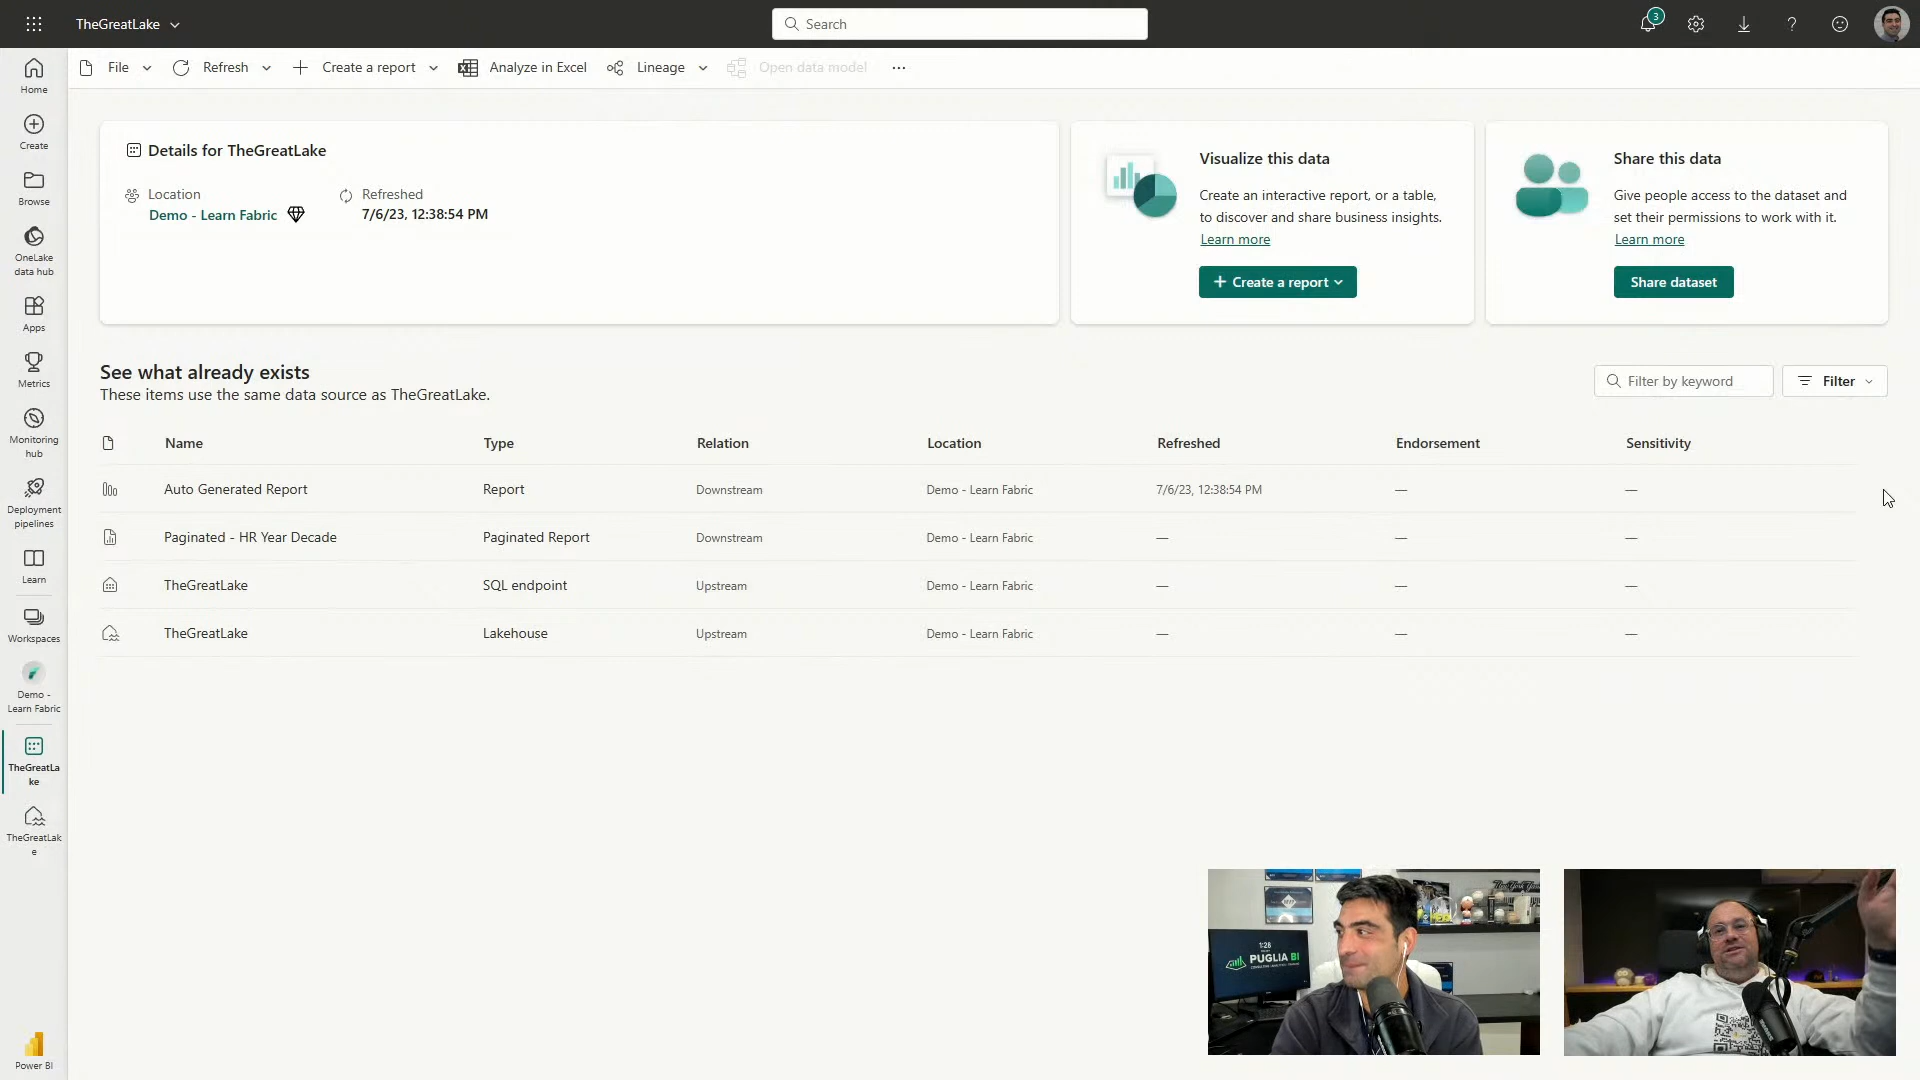 TheGreatLake
Search
3
File
Refresh
Create a report
Analyze in Excel
Lineage
Open data model
Home
Create
Browse
OneLake
data hub
Apps
Metrics
Monitoring
hub
Deployment
pipelines
Learn
Workspaces
Demo -
Learn Fabric
TheGreatLa
ke
TheGreatLak
e
Power BI
Details for TheGreatLake
Location
Demo - Learn Fabric
Refreshed
7/6/23, 12:38:54 PM
Visualize this data
Create an interactive report, or a table,
to discover and share business insights.
Learn more
+ Create a report
Share this data
Give people access to the dataset and
set their permissions to work with it.
Learn more
Share dataset
See what already exists
These items use the same data source as TheGreatLake.
Filter by keyword
Filter
Name Type Relation Location Refreshed Endorsement Sensitivity
Auto Generated Report Report Downstream Demo - Learn Fabric 7/6/23, 12:38:54 PM — —
Paginated - HR Year Decade Paginated Report Downstream Demo - Learn Fabric — — —
TheGreatLake SQL endpoint Upstream Demo - Learn Fabric — — —
TheGreatLake Lakehouse Upstream Demo - Learn Fabric — — —
1:28
PUGLIA BI